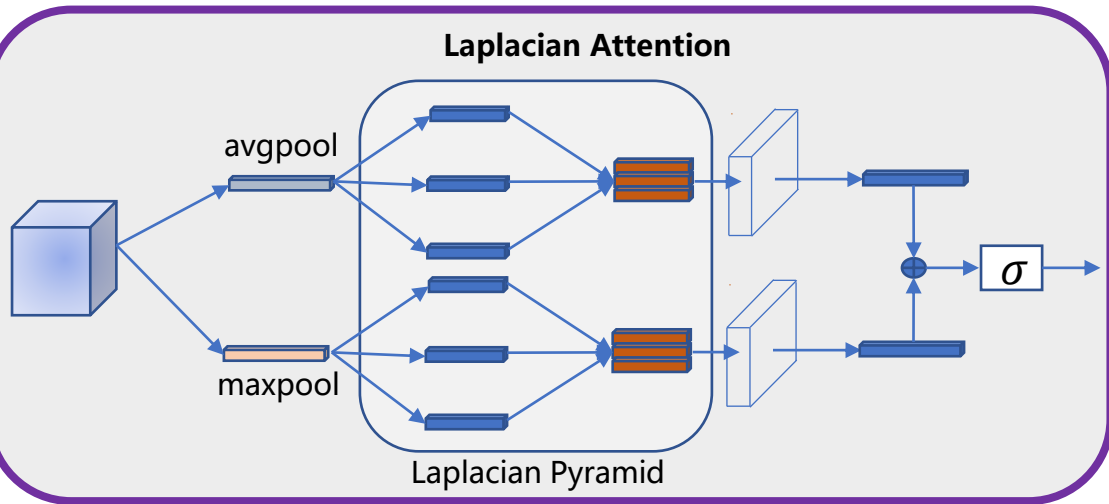 Laplacian Attention
avgpool
σ
maxpool
Laplacian Pyramid